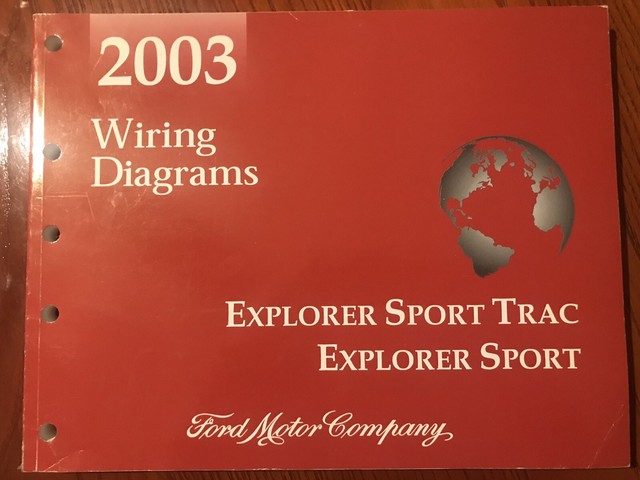 2003
Wiring
Diagrams
EXPLORER SPORT TRAC
EXPLORER SPORT
Ford Motor Company